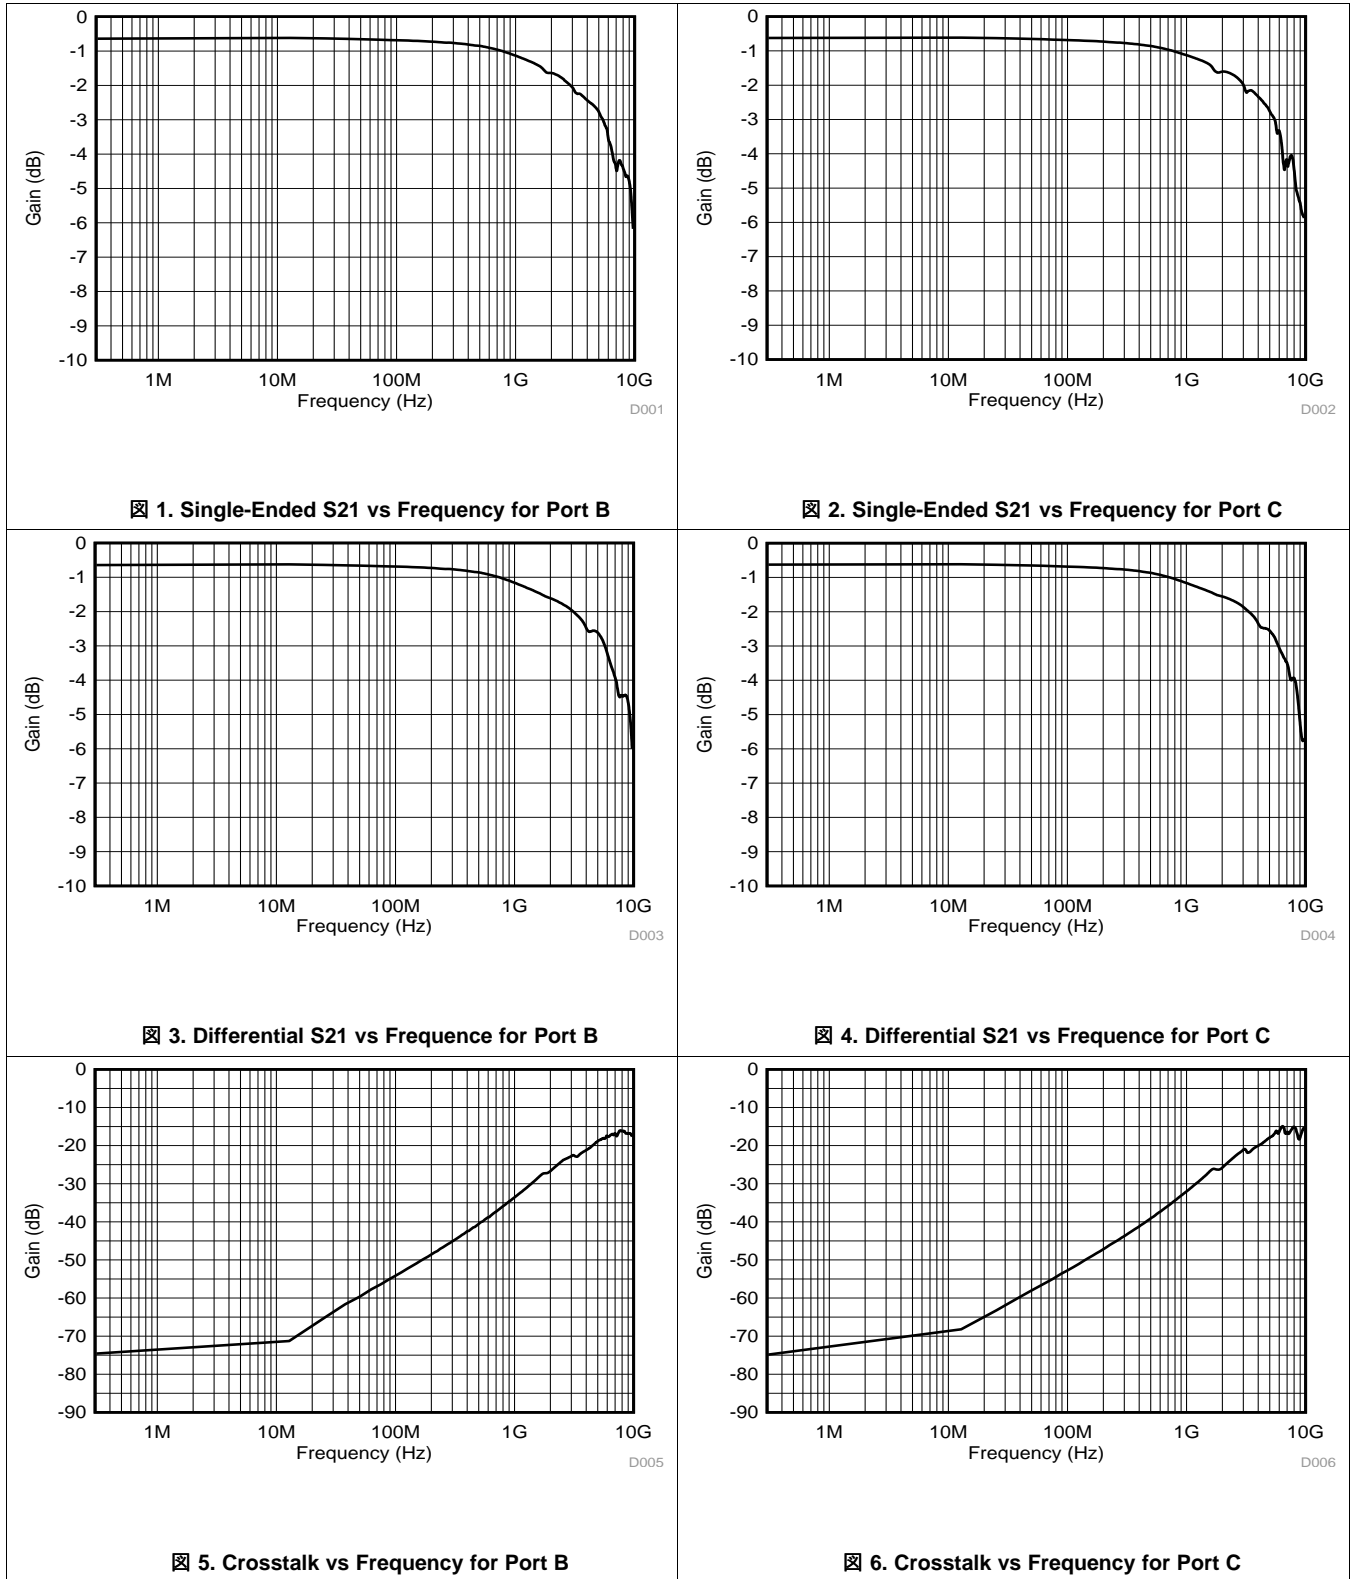 0
-1
-2
-3
-4
-5
-6
-7
-8
-9
-10
Gain (dB)
1M 10M 100M 1G 10G
Frequency (Hz)
D001
図 1. Single-Ended S21 vs Frequency for Port B
0
-1
-2
-3
-4
-5
-6
-7
-8
-9
-10
Gain (dB)
1M 10M 100M 1G 10G
Frequency (Hz)
D002
図 2. Single-Ended S21 vs Frequency for Port C
0
-1
-2
-3
-4
-5
-6
-7
-8
-9
-10
Gain (dB)
1M 10M 100M 1G 10G
Frequency (Hz)
D003
図 3. Differential S21 vs Frequence for Port B
0
-1
-2
-3
-4
-5
-6
-7
-8
-9
-10
Gain (dB)
1M 10M 100M 1G 10G
Frequency (Hz)
D004
図 4. Differential S21 vs Frequence for Port C
0
-10
-20
-30
-40
-50
-60
-70
-80
-90
Gain (dB)
1M 10M 100M 1G 10G
Frequency (Hz)
D005
図 5. Crosstalk vs Frequency for Port B
0
-10
-20
-30
-40
-50
-60
-70
-80
-90
Gain (dB)
1M 10M 100M 1G 10G
Frequency (Hz)
D006
図 6. Crosstalk vs Frequency for Port C